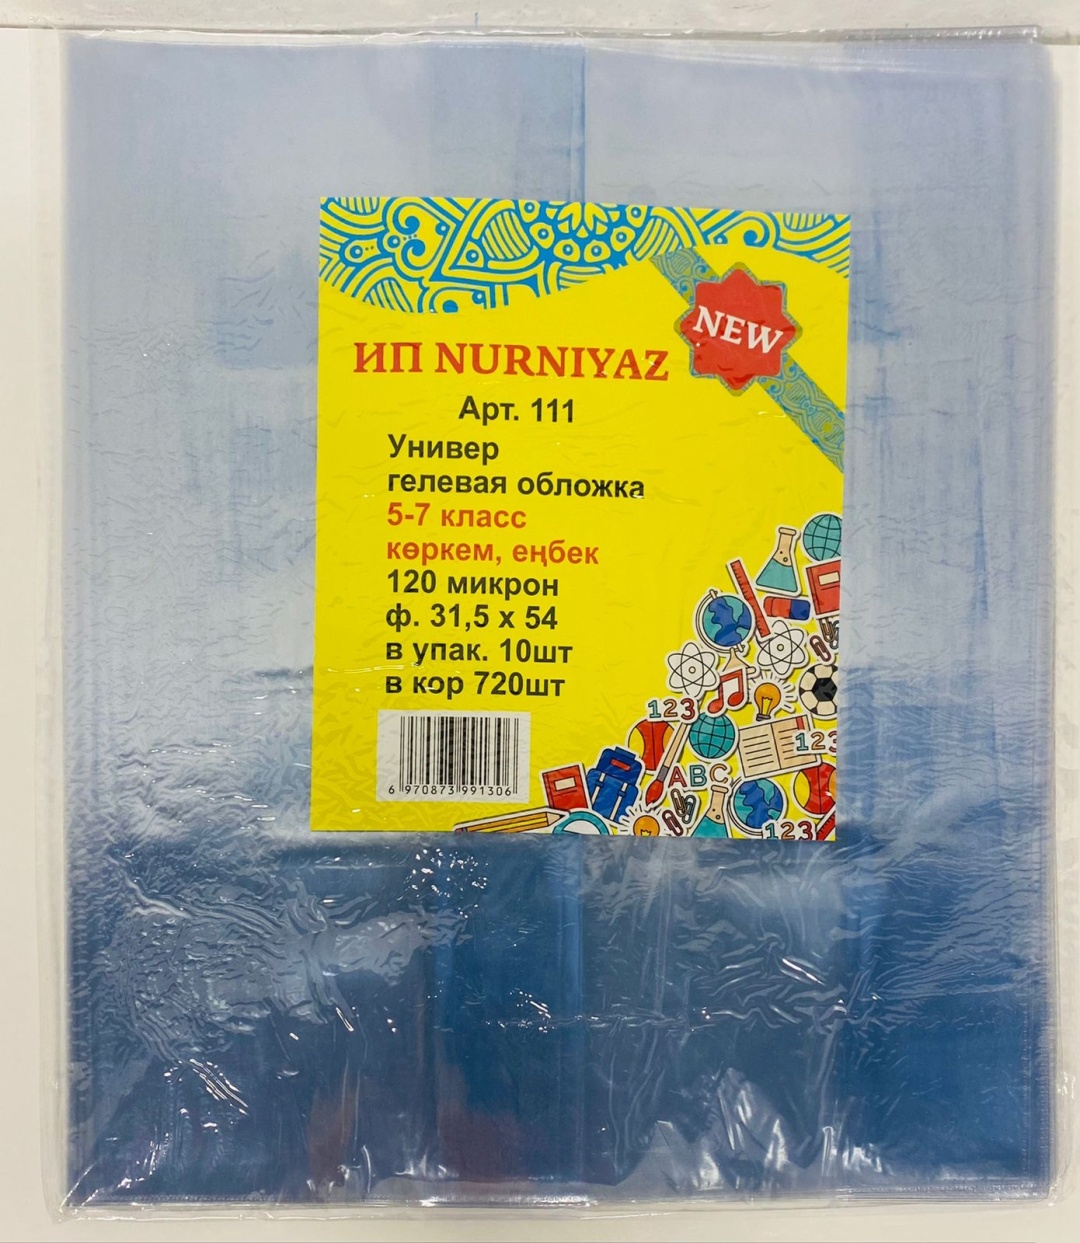 NEW
ИП NURNIYAZ
Арт. 111
Универ
гелевая обложка
5-7 класс
көркем, еңбек
120 микрон
ф. 31,5 x 54
в упак. 10шт
в кор 720шт
123
123
ABC
123
6 970873 991306